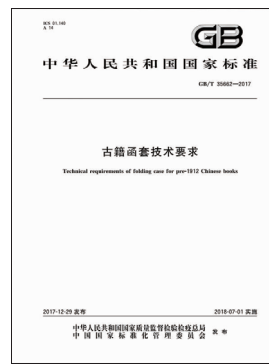 ICS 01.140
A 14
GB
中华人民共和国国家标准
GB/T 35662—2017
古籍函套技术要求
Technical requirements of folding case for pre-1912 Chinese books
2017-12-29 发布
2018-07-01 实施
中华人民共和国国家质量监督检验检疫总局
中国国家标准化管理委员会
发布